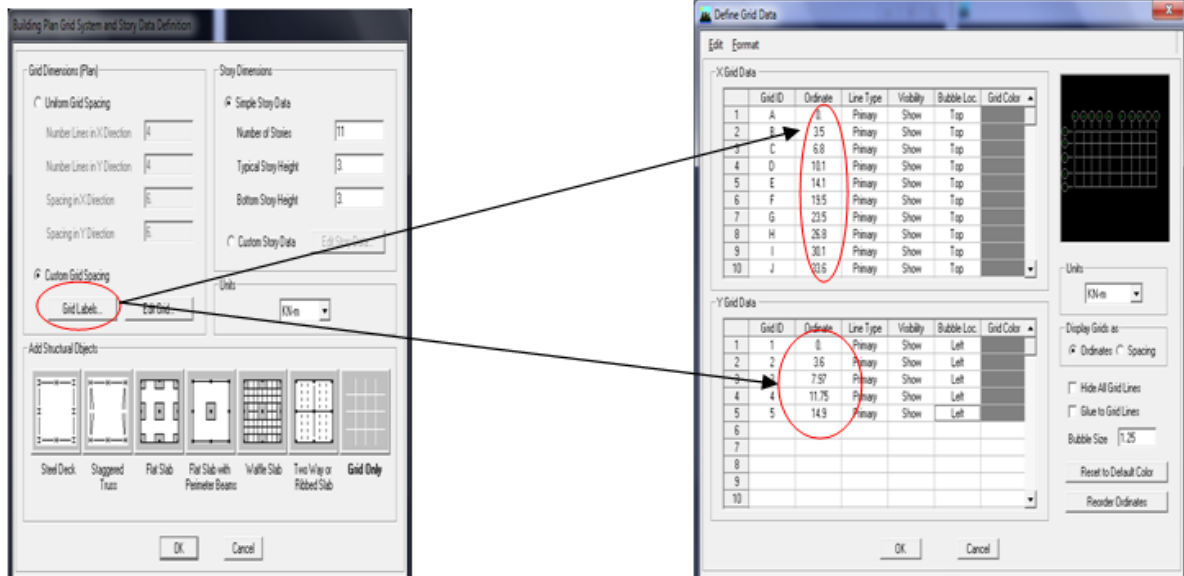 Building Plan Grid System and Story Data Definition
Grid Dimensions (Plan)
Uniform Grid Spacing
Number Lines in X Direction 4
Number Lines in Y Direction 4
Spacing in X Direction 6.
Spacing in Y Direction 6.
Custom Grid Spacing
Grid Labels... Edit Grid...
Story Dimensions
Simple Story Data
Number of Stories 11
Typical Story Height 3.
Bottom Story Height 3.
Custom Story Data Edit Story Data...
Units
KN-m
Add Structural Objects
Steel Deck
Staggered Truss
Flat Slab
Flat Slab with Perimeter Beams
Waffle Slab
Two Way or Ribbed Slab
Grid Only
OK Cancel
Define Grid Data
Edit Format
X Grid Data
Grid ID Ordinate Line Type Visibility Bubble Loc. Grid Color
1 A 0. Primary Show Top
2 B 3.5 Primary Show Top
3 C 6.8 Primary Show Top
4 D 10.1 Primary Show Top
5 E 14.1 Primary Show Top
6 F 19.5 Primary Show Top
7 G 23.5 Primary Show Top
8 H 26.8 Primary Show Top
9 I 30.1 Primary Show Top
10 J 33.6 Primary Show Top
Y Grid Data
Grid ID Ordinate Line Type Visibility Bubble Loc. Grid Color
1 1 0. Primary Show Left
2 2 3.6 Primary Show Left
3 3 7.97 Primary Show Left
4 4 11.75 Primary Show Left
5 5 14.9 Primary Show Left
6
7
8
9
10
Units
KN-m
Display Grids as
Ordinates Spacing
Hide All Grid Lines
Glue to Grid Lines
Bubble Size 1.25
Reset to Default Color
Reorder Ordinates
OK Cancel